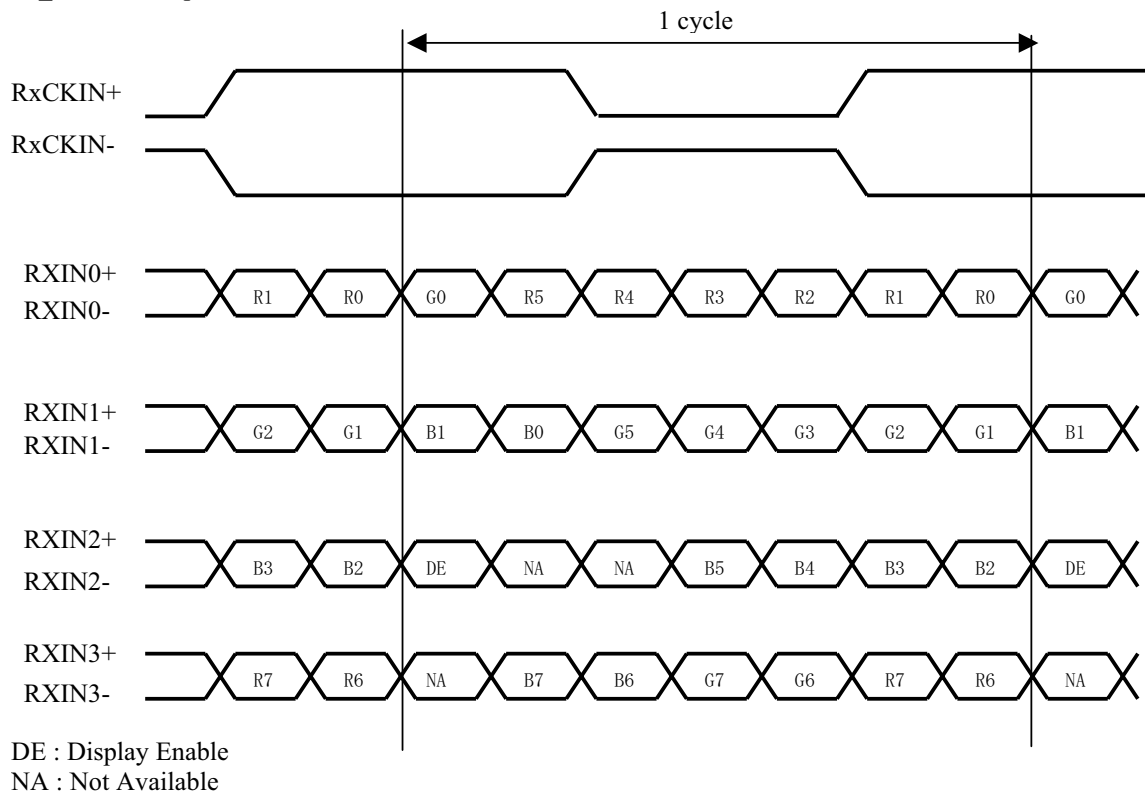 1 cycle
RxCKIN+
RxCKIN-
RXIN0+
R1 R0 G0 R5 R4 R3 R2 R1 R0 G0
RXIN0-
RXIN1+
G2 G1 B1 B0 G5 G4 G3 G2 G1 B1
RXIN1-
RXIN2+
B3 B2 DE NA NA B5 B4 B3 B2 DE
RXIN2-
RXIN3+
R7 R6 NA B7 B6 G7 G6 R7 R6 NA
RXIN3-
DE : Display Enable
NA : Not Available